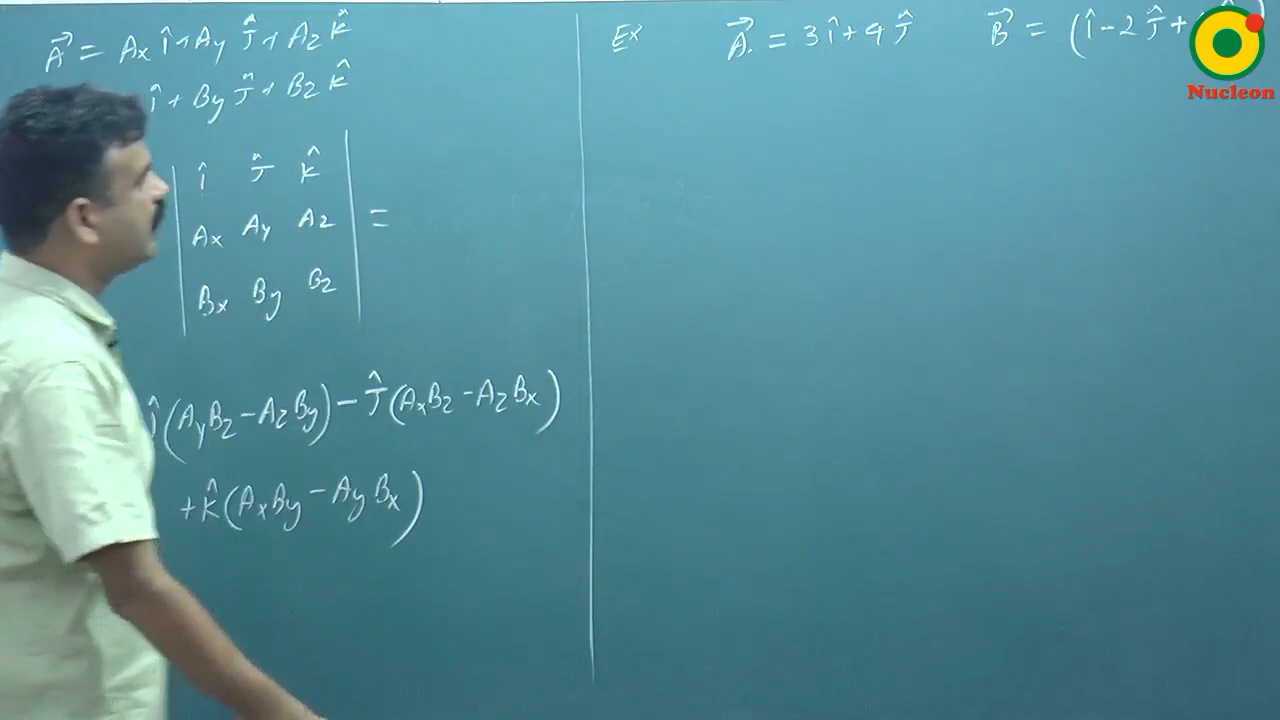 A⃗ = Ax î + Ay ĵ + Az k̂
î + By ĵ + Bz k̂
î ĵ k̂
Ax Ay Az =
Bx By Bz
î(AyBz - AzBy) - ĵ(AxBz - AzBx)
+ k̂(AxBy - AyBx)
Ex A⃗. = 3î + 4ĵ B⃗ = (î - 2ĵ +
Nucleon